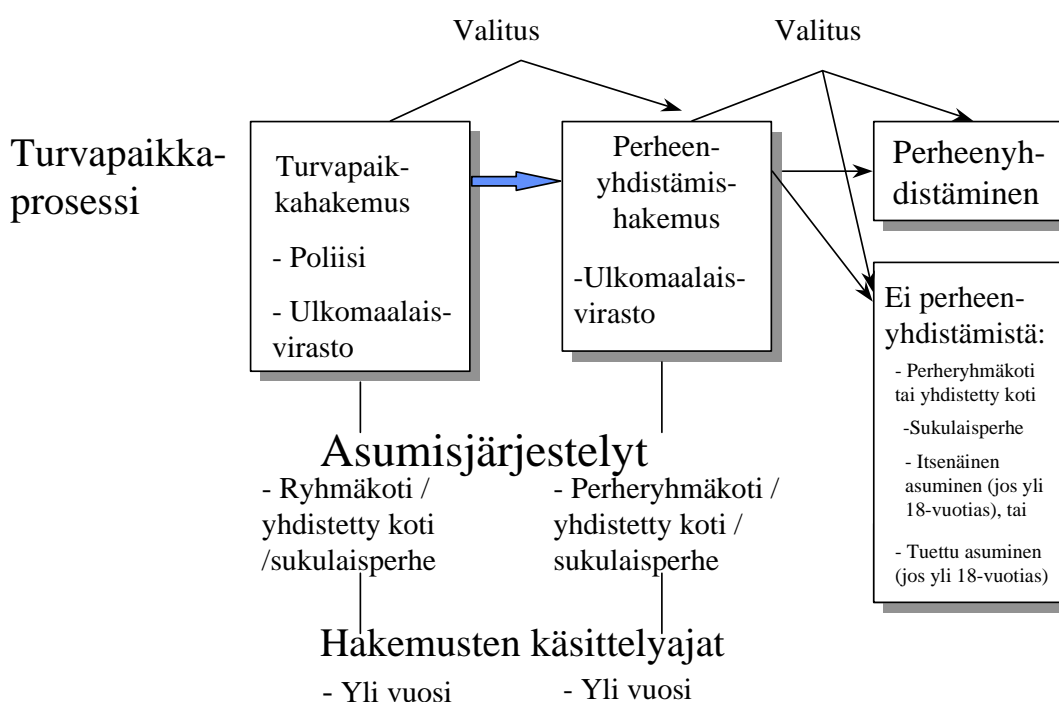 Valitus
Valitus
Turvapaikka-
prosessi
Turvapaik-
kahakemus
- Poliisi
- Ulkomaalais-
virasto
Perheen-
yhdistämis-
hakemus
-Ulkomaalais-
virasto
Perheenyh-
distäminen
Ei perheen-
yhdistämistä:
- Perheryhmäkoti
tai yhdistetty koti
-Sukulaisperhe
- Itsenäinen
asuminen (jos yli
18-vuotias), tai
- Tuettu asuminen
(jos yli 18-vuotias)
Asumisjärjestelyt
- Ryhmäkoti /
yhdistetty koti
/sukulaisperhe
- Perheryhmäkoti /
yhdistetty koti /
sukulaisperhe
Hakemusten käsittelyajat
- Yli vuosi
- Yli vuosi